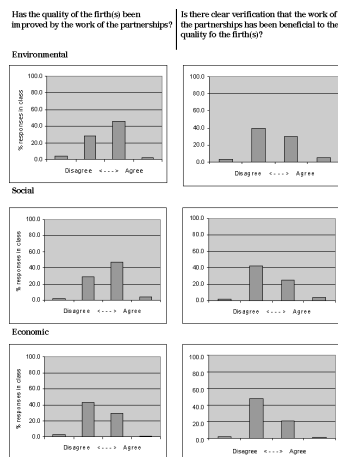 Has the quality of the firth(s) been
improved by the work of the partnerships?
Is there clear verification that the work of
the partnerships has been beneficial to the
quality fo the firth(s)?
Environmental
% responses in class
100.0
80.0
60.0
40.0
20.0
0.0
Disagree <---> Agree
100.0
80.0
60.0
40.0
20.0
0.0
Disagree <---> Agree
Social
% responses in class
100.0
80.0
60.0
40.0
20.0
0.0
Disagree <---> Agree
100.0
80.0
60.0
40.0
20.0
0.0
Disagree <---> Agree
Economic
% responses in class
100.0
80.0
60.0
40.0
20.0
0.0
Disagree <---> Agree
100.0
80.0
60.0
40.0
20.0
0.0
Disagree <---> Agree